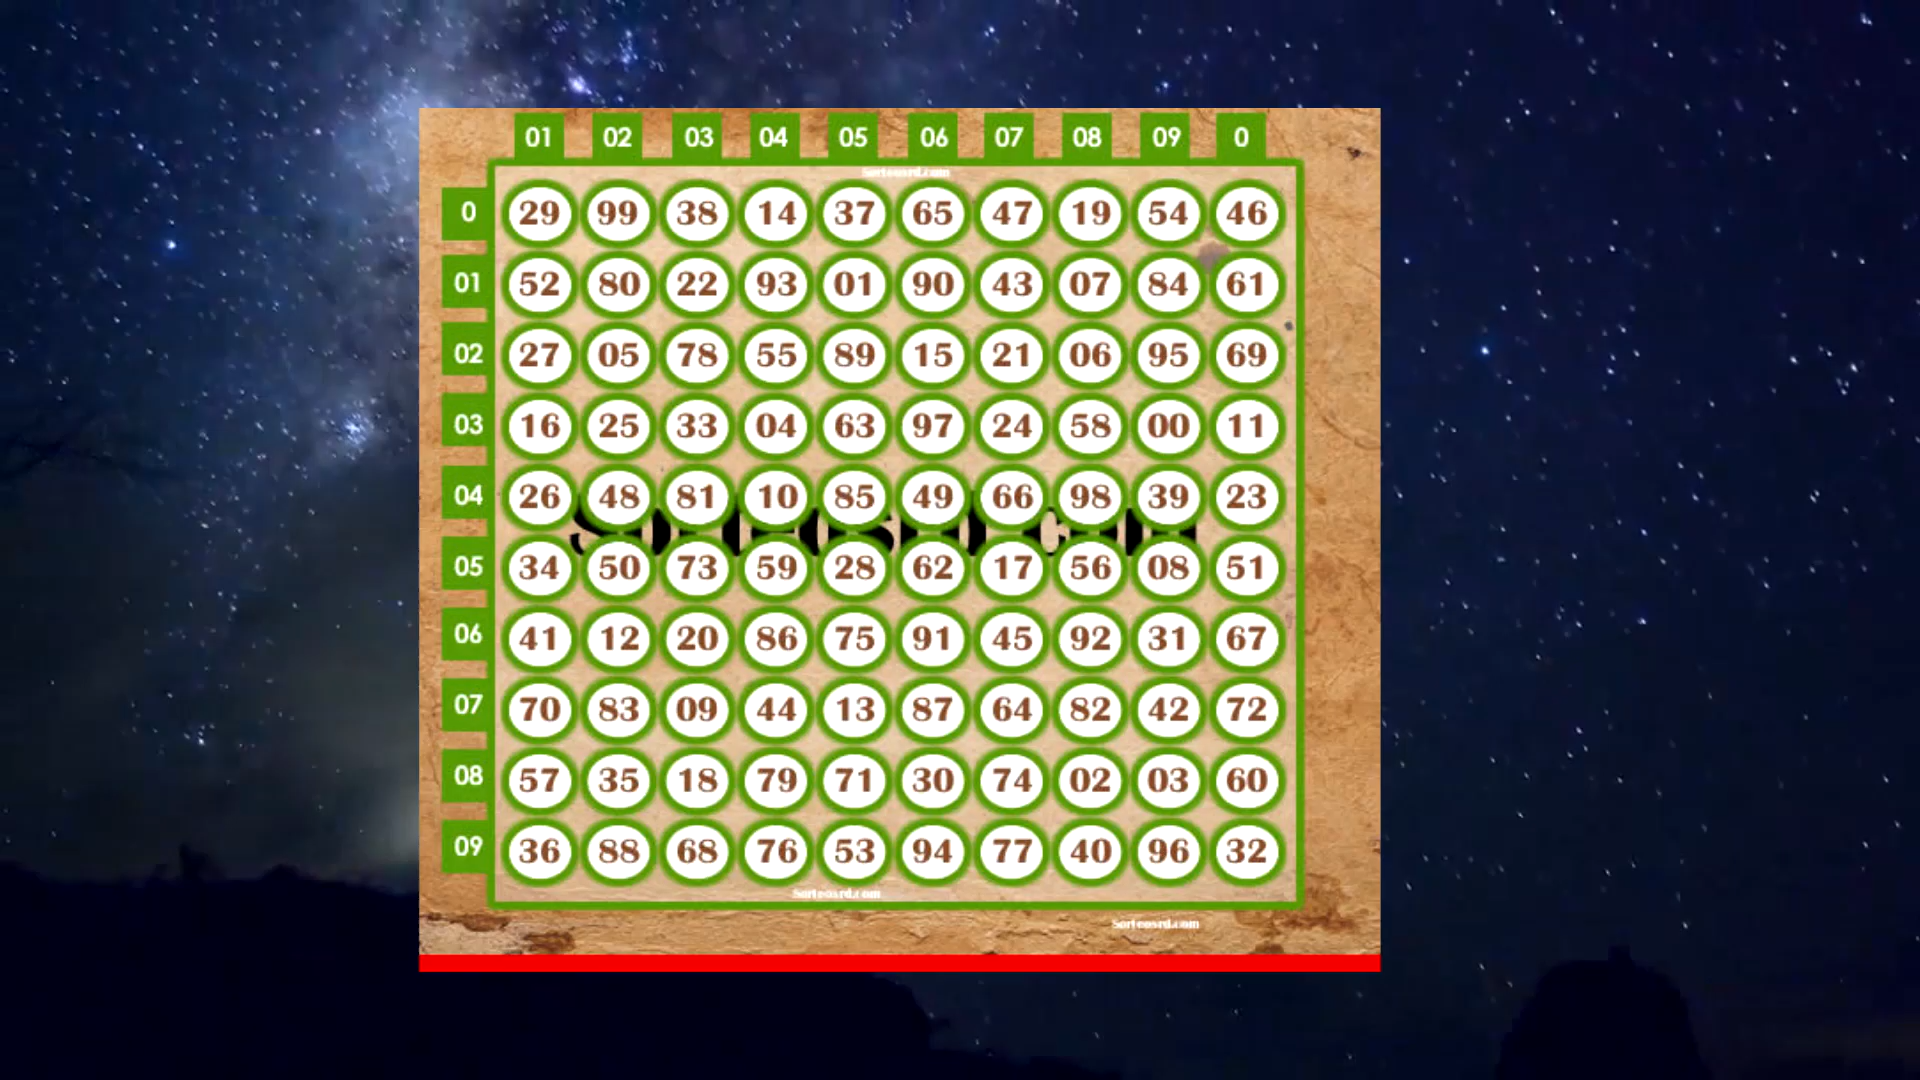 01 02 03 04 05 06 07 08 09 0
Sorteosrd.com
0 29 99 38 14 37 65 47 19 54 46
01 52 80 22 93 01 90 43 07 84 61
02 27 05 78 55 89 15 21 06 95 69
03 16 25 33 04 63 97 24 58 00 11
04 26 48 81 10 85 49 66 98 39 23
05 34 50 73 59 28 62 17 56 08 51
06 41 12 20 86 75 91 45 92 31 67
07 70 83 09 44 13 87 64 82 42 72
08 57 35 18 79 71 30 74 02 03 60
09 36 88 68 76 53 94 77 40 96 32
Sorteosrd.com
Sorteosrd.com